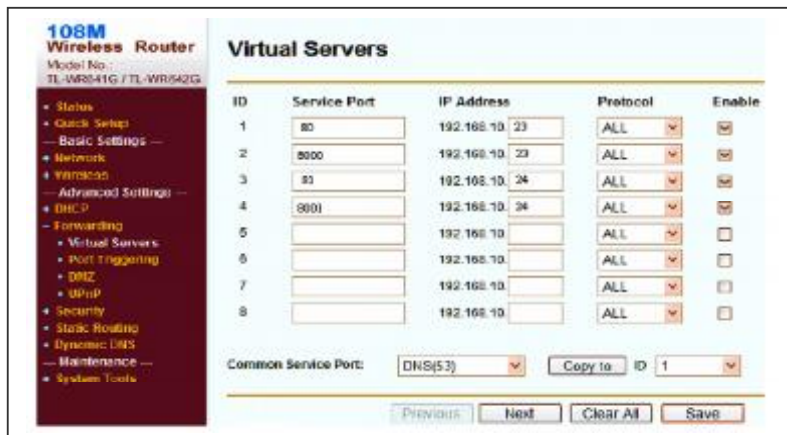 108M
Wireless Router
Model No.:
TL-WR641G / TL-WR642G
Virtual Servers
• Status
• Quick Setup
— Basic Settings —
+ Network
+ Wireless
— Advanced Settings —
+ DHCP
– Forwarding
• Virtual Servers
• Port Triggering
• DMZ
• UPnP
+ Security
• Static Routing
• Dynamic DNS
— Maintenance —
+ System Tools
ID Service Port IP Address Protocol Enable
1 80 192.168.10. 23 ALL
2 8000 192.168.10. 23 ALL
3 192.168.10. 24 ALL
4 192.168.10. 24 ALL
5 192.168.10. ALL
6 192.168.10. ALL
7 192.168.10. ALL
8 192.168.10. ALL
Common Service Port: DNS(53) Copy to ID 1
Previous Next Clear All Save